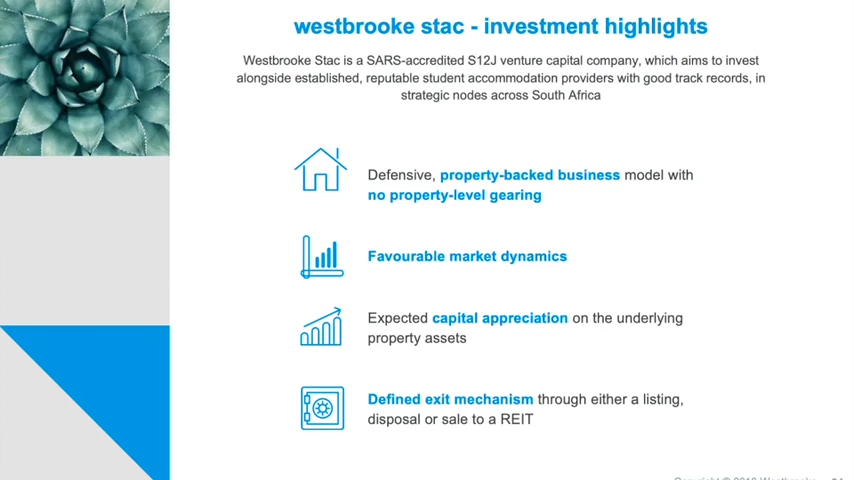 westbrooke stac - investment highlights
Westbrooke Stac is a SARS-accredited S12J venture capital company, which aims to invest
alongside established, reputable student accommodation providers with good track records, in
strategic nodes across South Africa
Defensive, property-backed business model with
no property-level gearing
Favourable market dynamics
Expected capital appreciation on the underlying
property assets
Defined exit mechanism through either a listing,
disposal or sale to a REIT
Copyright ©